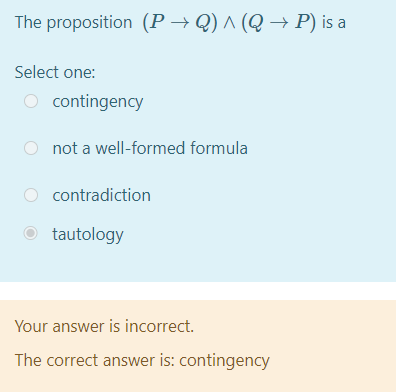 The proposition (P → Q) ∧ (Q → P) is a
Select one:
contingency
not a well-formed formula
contradiction
tautology
Your answer is incorrect.
The correct answer is: contingency